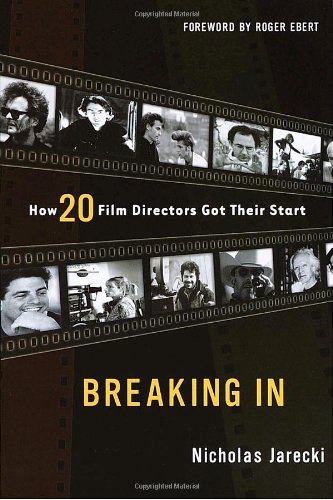 FOREWORD BY ROGER EBERT
How 20 Film Directors Got Their Start
BREAKING IN
Nicholas Jarecki